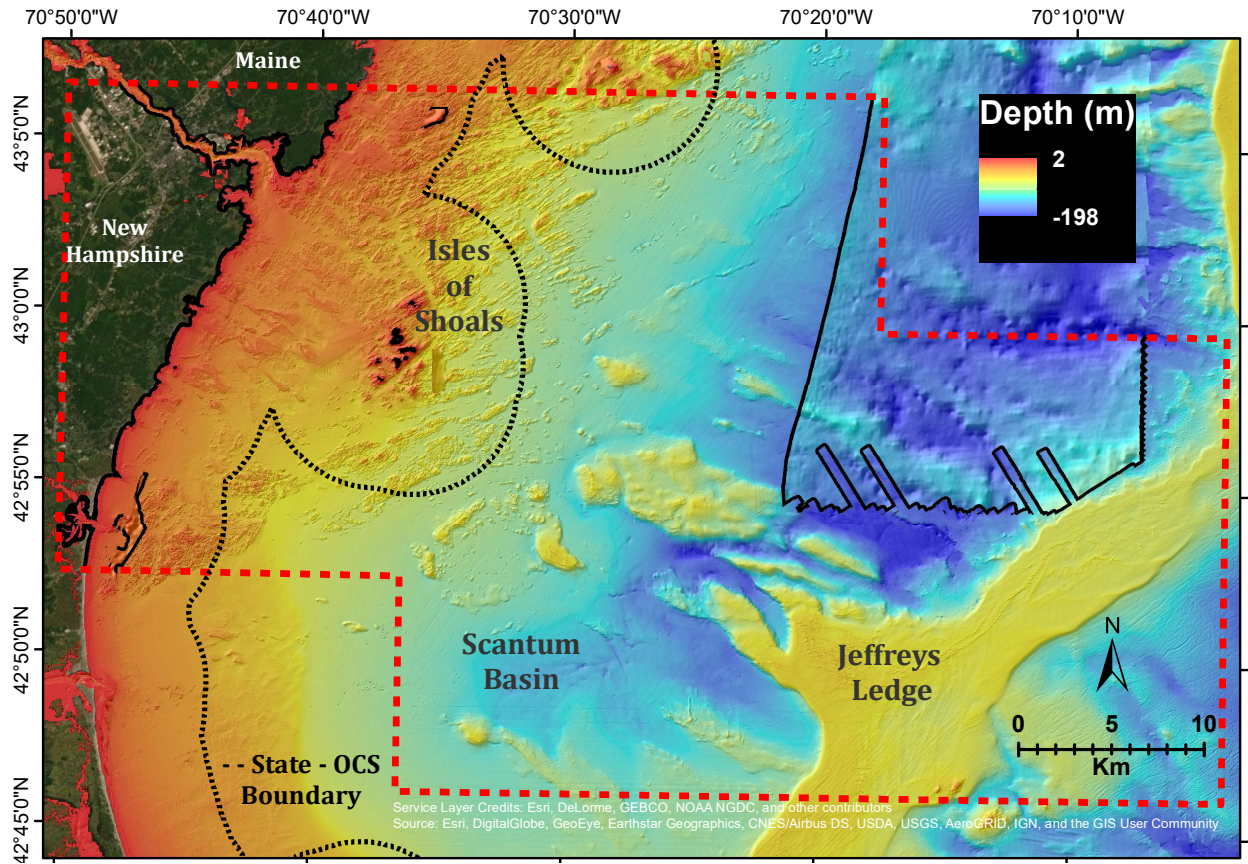 70°50'0"W
70°40'0"W
70°30'0"W
70°20'0"W
70°10'0"W
Maine
43°5'0"N
Depth (m)
2
-198
New
Hampshire
Isles
of
Shoals
43°0'0"N
42°55'0"N
42°50'0"N
Scantum
Basin
Jeffreys
Ledge
N
0 5 10
Km
-- State - OCS
Boundary
42°45'0"N
Service Layer Credits: Esri, DeLorme, GEBCO, NOAA NGDC, and other contributors
Source: Esri, DigitalGlobe, GeoEye, Earthstar Geographics, CNES/Airbus DS, USDA, USGS, AeroGRID, IGN, and the GIS User Community